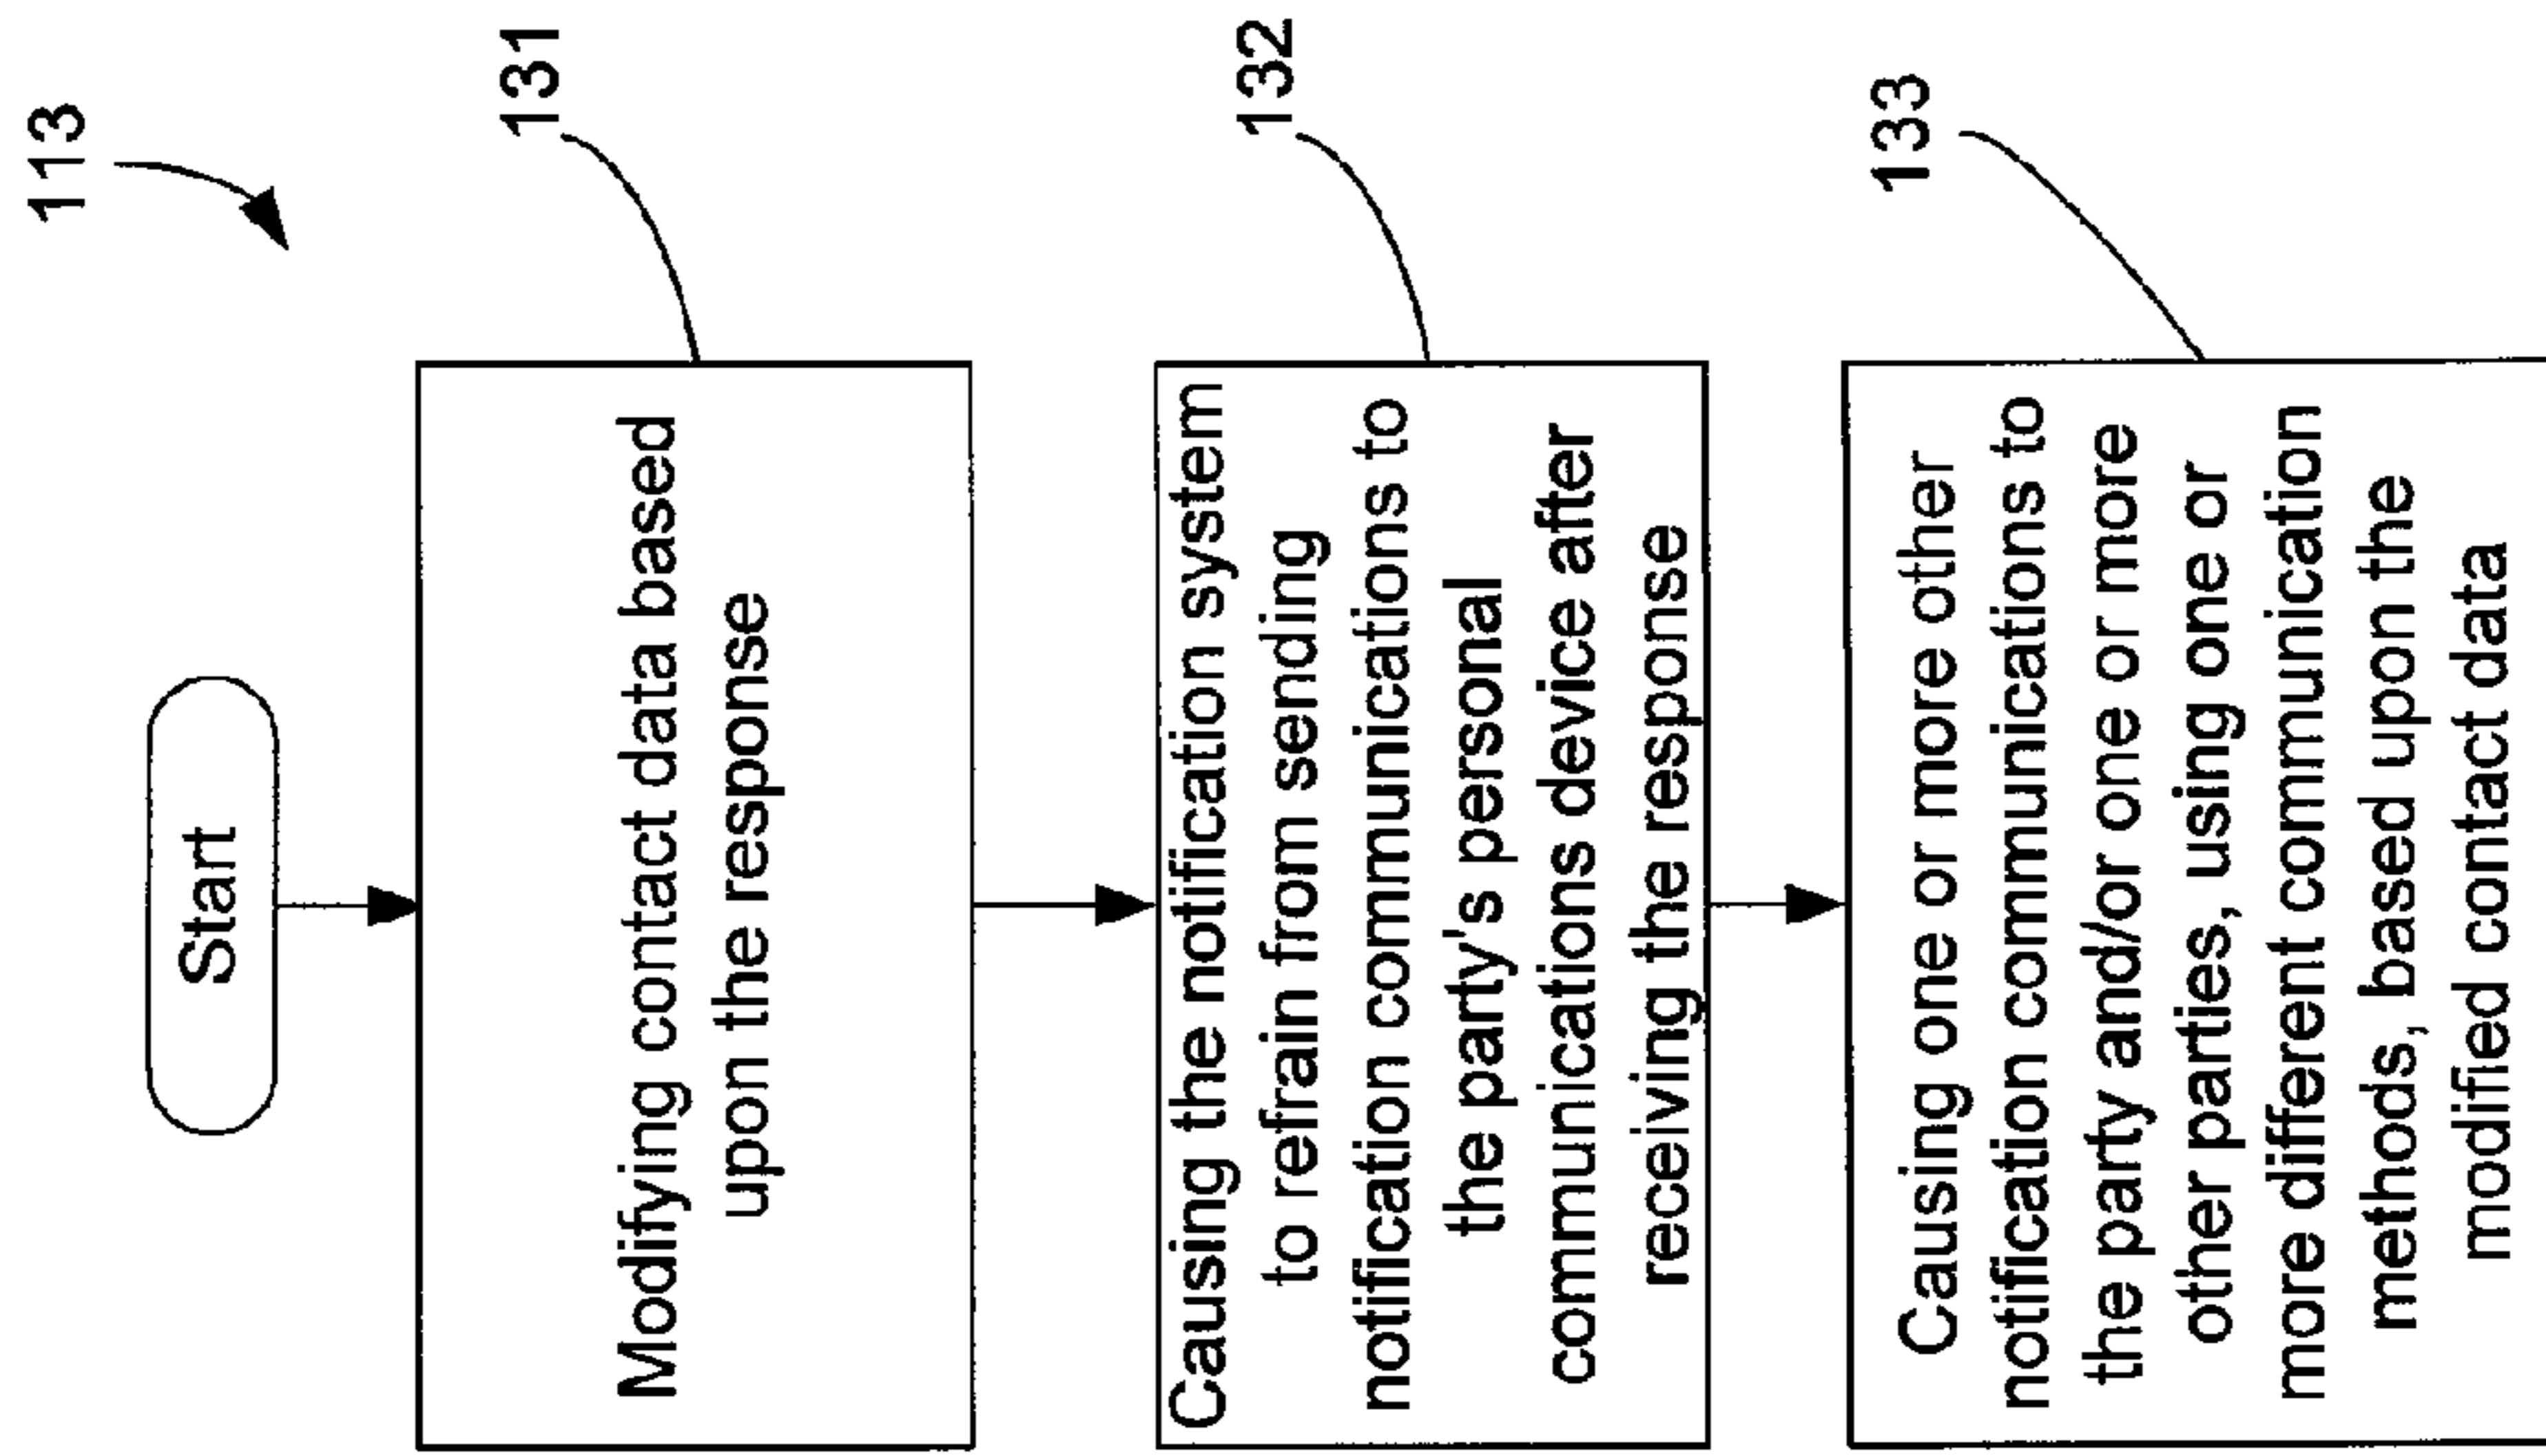 113
Start
131
Modifying contact data based
upon the response
132
Causing the notification system
to refrain from sending
notification communications to
the party's personal
communications device after
receiving the response
133
Causing one or more other
notification communications to
the party and/or one or more
other parties, using one or
more different communication
methods, based upon the
modified contact data